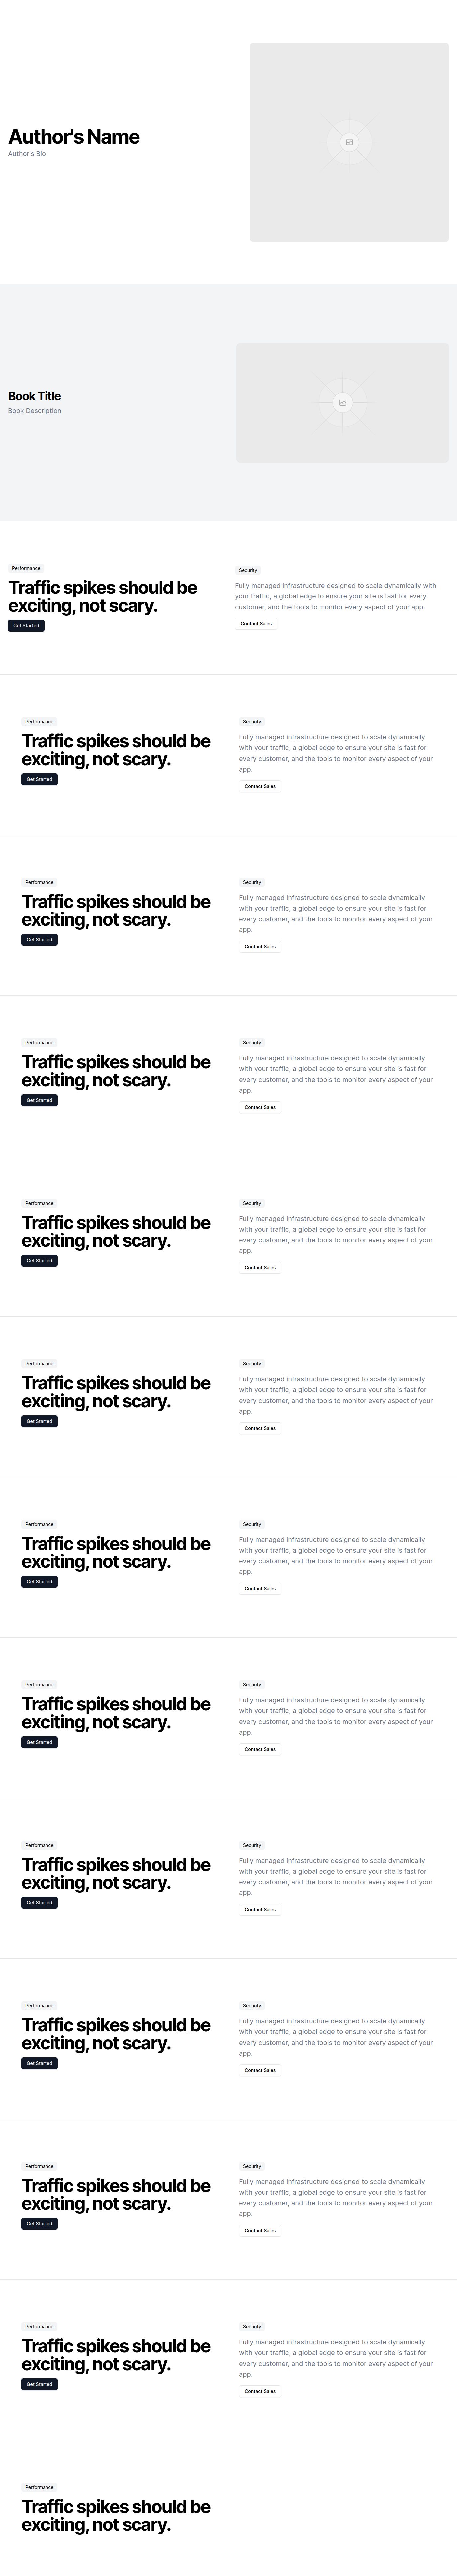 Author's Name
Author's Bio
Book Title
Book Description
Performance
Traffic spikes should be
exciting, not scary.
Get Started
Security
Fully managed infrastructure designed to scale dynamically with
your traffic, a global edge to ensure your site is fast for every
customer, and the tools to monitor every aspect of your app.
Contact Sales
Performance
Traffic spikes should be
exciting, not scary.
Get Started
Security
Fully managed infrastructure designed to scale dynamically
with your traffic, a global edge to ensure your site is fast for
every customer, and the tools to monitor every aspect of your
app.
Contact Sales
Performance
Traffic spikes should be
exciting, not scary.
Get Started
Security
Fully managed infrastructure designed to scale dynamically
with your traffic, a global edge to ensure your site is fast for
every customer, and the tools to monitor every aspect of your
app.
Contact Sales
Performance
Traffic spikes should be
exciting, not scary.
Get Started
Security
Fully managed infrastructure designed to scale dynamically
with your traffic, a global edge to ensure your site is fast for
every customer, and the tools to monitor every aspect of your
app.
Contact Sales
Performance
Traffic spikes should be
exciting, not scary.
Get Started
Security
Fully managed infrastructure designed to scale dynamically
with your traffic, a global edge to ensure your site is fast for
every customer, and the tools to monitor every aspect of your
app.
Contact Sales
Performance
Traffic spikes should be
exciting, not scary.
Get Started
Security
Fully managed infrastructure designed to scale dynamically
with your traffic, a global edge to ensure your site is fast for
every customer, and the tools to monitor every aspect of your
app.
Contact Sales
Performance
Traffic spikes should be
exciting, not scary.
Get Started
Security
Fully managed infrastructure designed to scale dynamically
with your traffic, a global edge to ensure your site is fast for
every customer, and the tools to monitor every aspect of your
app.
Contact Sales
Performance
Traffic spikes should be
exciting, not scary.
Get Started
Security
Fully managed infrastructure designed to scale dynamically
with your traffic, a global edge to ensure your site is fast for
every customer, and the tools to monitor every aspect of your
app.
Contact Sales
Performance
Traffic spikes should be
exciting, not scary.
Get Started
Security
Fully managed infrastructure designed to scale dynamically
with your traffic, a global edge to ensure your site is fast for
every customer, and the tools to monitor every aspect of your
app.
Contact Sales
Performance
Traffic spikes should be
exciting, not scary.
Get Started
Security
Fully managed infrastructure designed to scale dynamically
with your traffic, a global edge to ensure your site is fast for
every customer, and the tools to monitor every aspect of your
app.
Contact Sales
Performance
Traffic spikes should be
exciting, not scary.
Get Started
Security
Fully managed infrastructure designed to scale dynamically
with your traffic, a global edge to ensure your site is fast for
every customer, and the tools to monitor every aspect of your
app.
Contact Sales
Performance
Traffic spikes should be
exciting, not scary.
Get Started
Security
Fully managed infrastructure designed to scale dynamically
with your traffic, a global edge to ensure your site is fast for
every customer, and the tools to monitor every aspect of your
app.
Contact Sales
Performance
Traffic spikes should be
exciting, not scary.